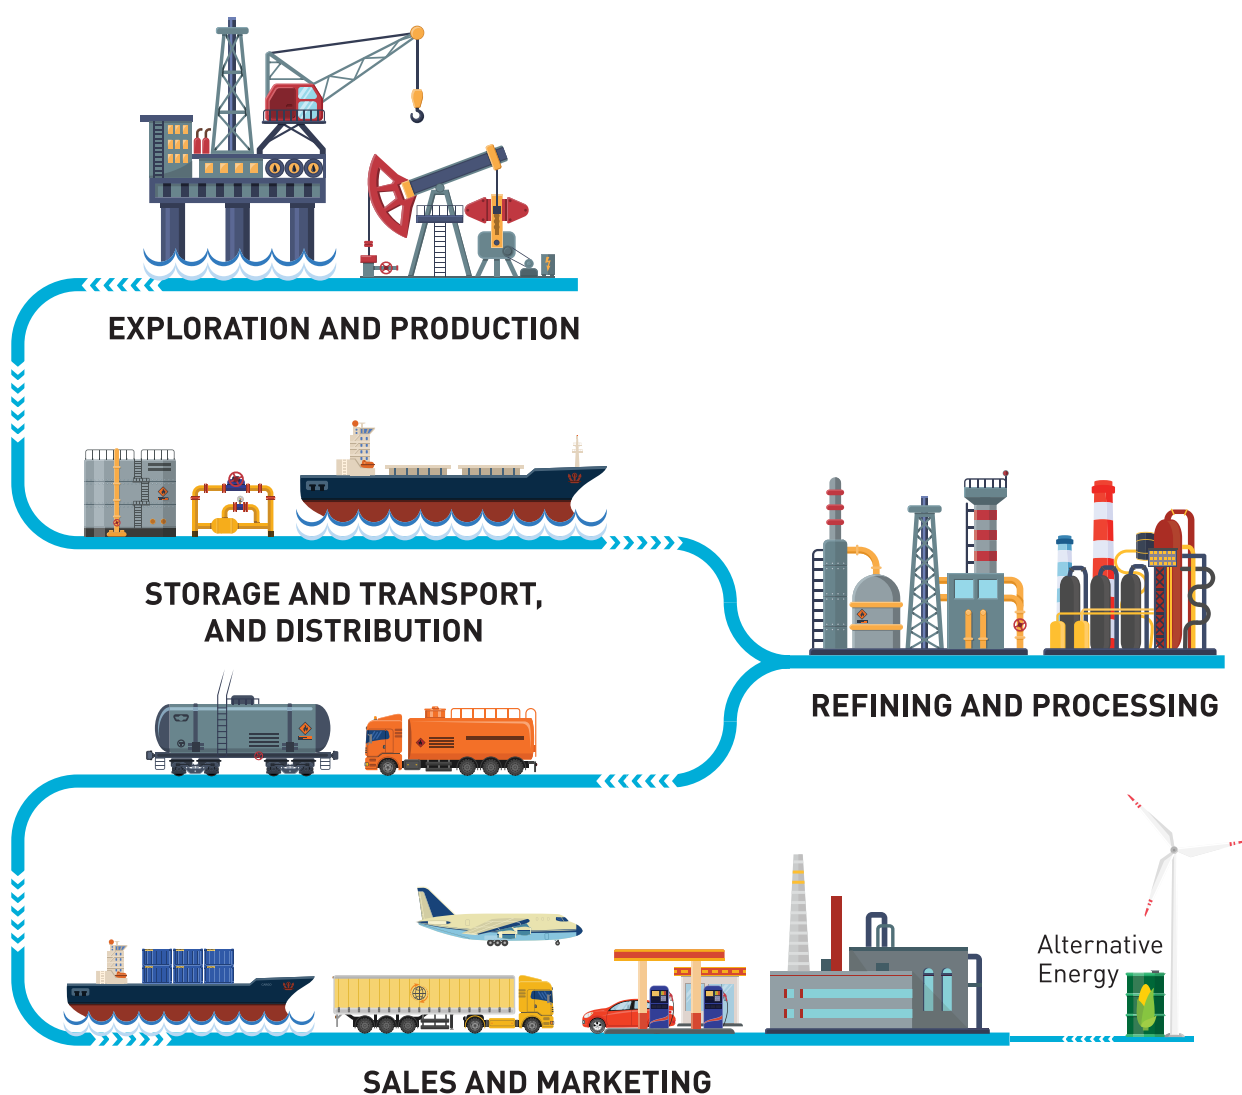 EXPLORATION AND PRODUCTION
STORAGE AND TRANSPORT,
AND DISTRIBUTION
REFINING AND PROCESSING
Alternative
Energy
SALES AND MARKETING